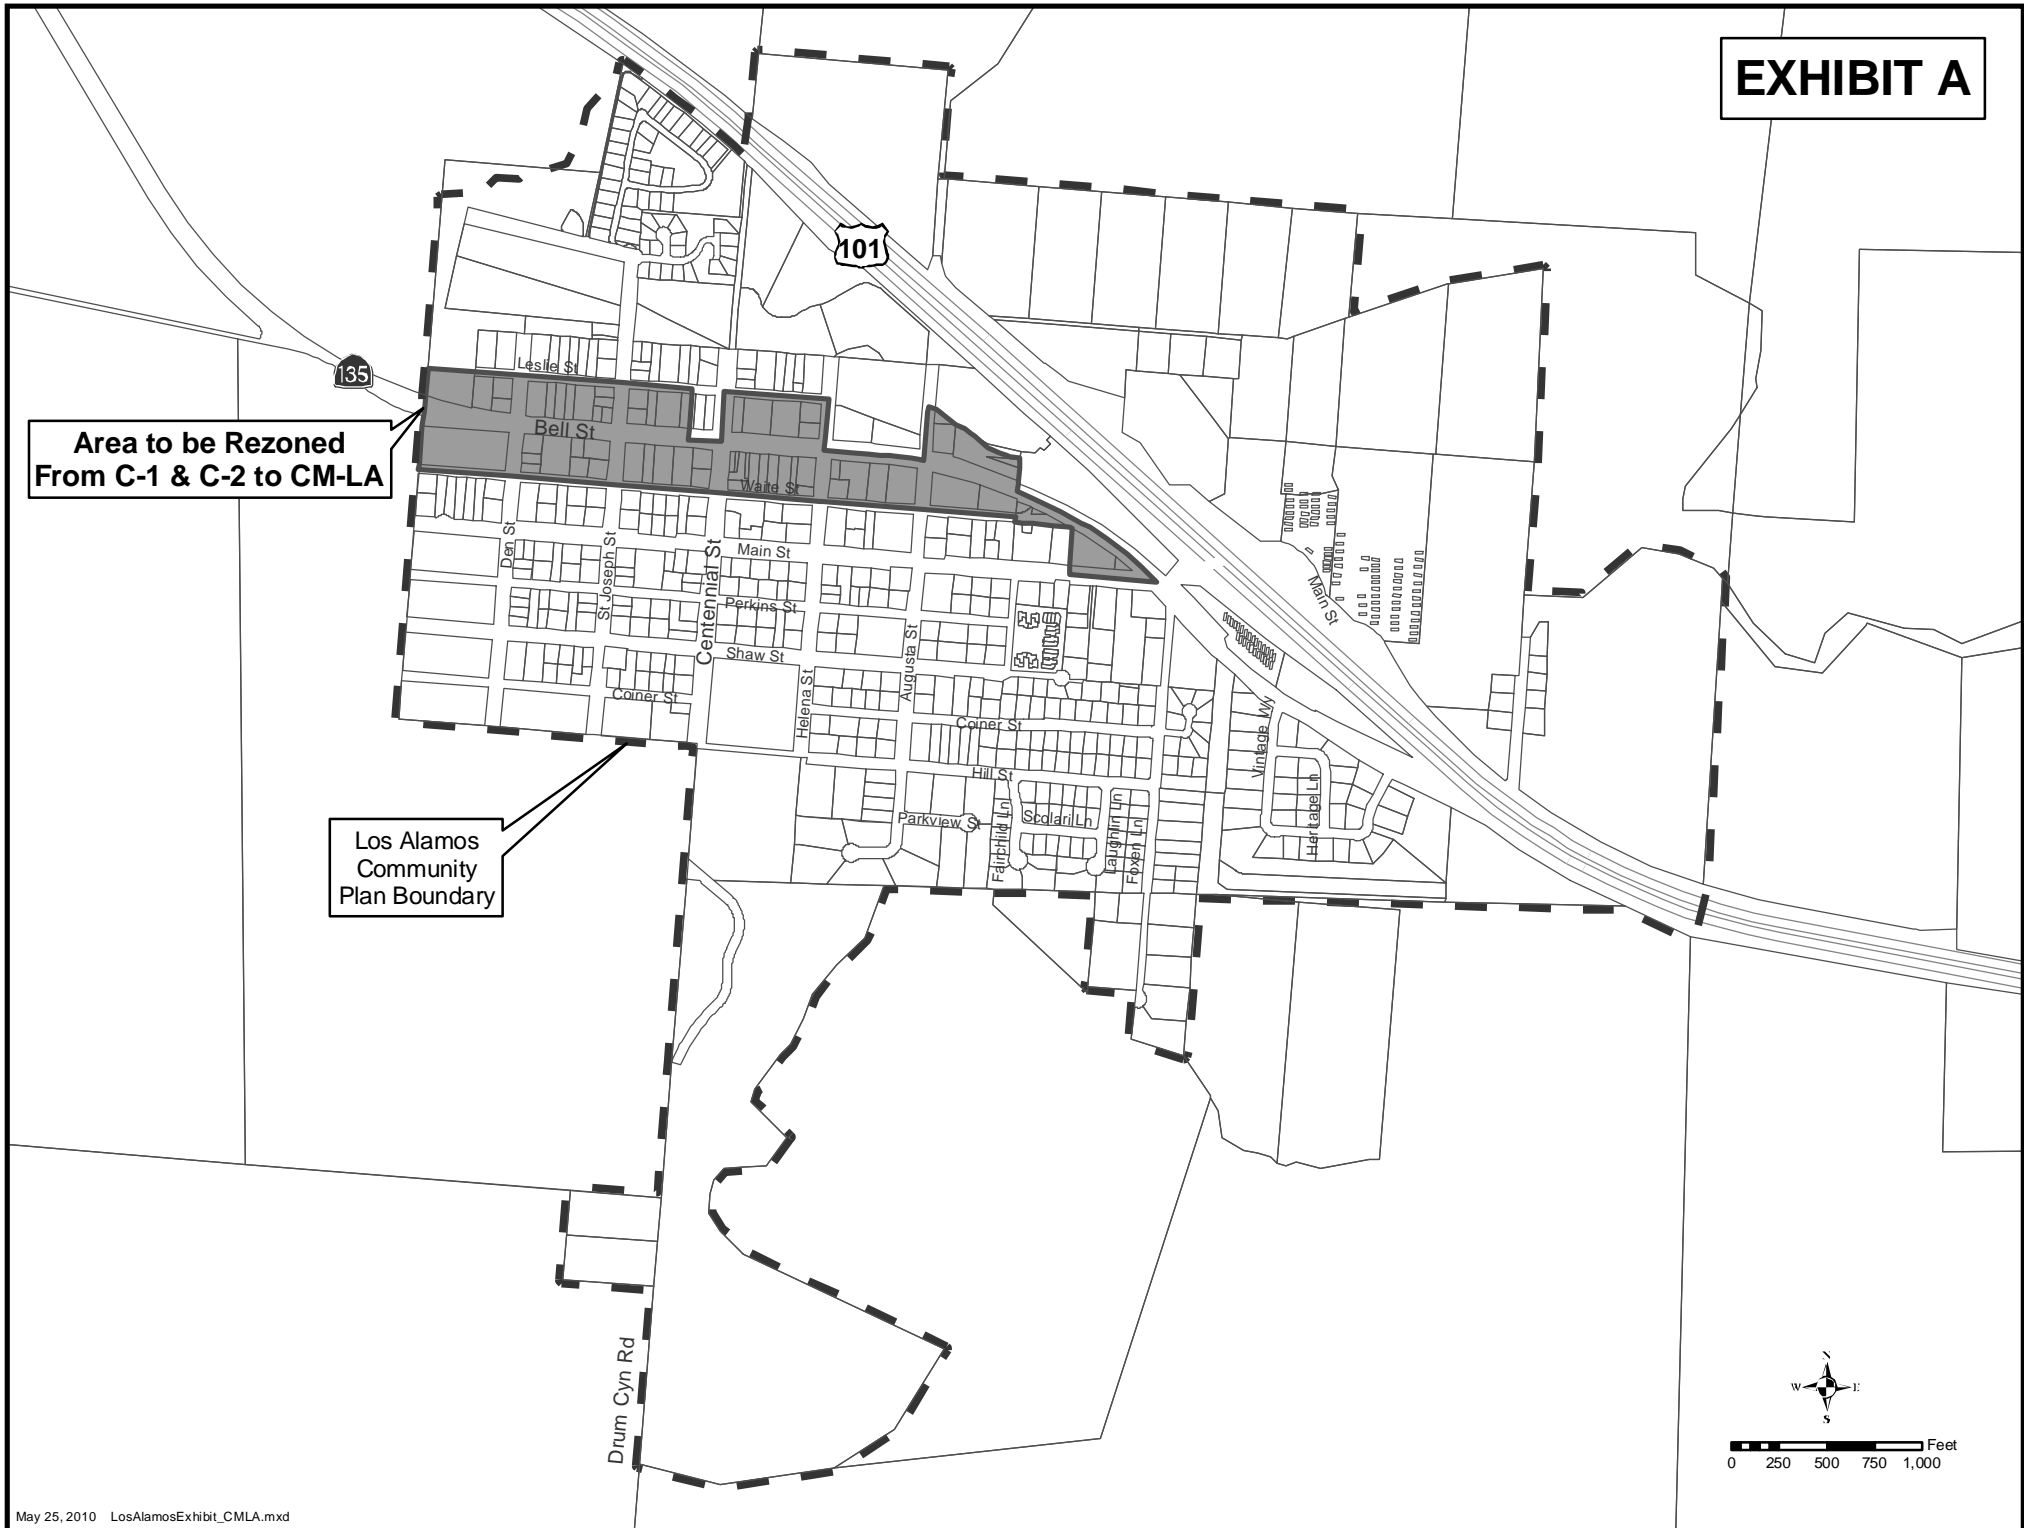 EXHIBIT A
101
135
Leslie St
Area to be Rezoned
From C-1 & C-2 to CM-LA
Bell St
Waite St
Den St
St Joseph St
Centennial St
Main St
Perkins St
Shaw St
Coiner St
Helena St
Augusta St
Main St
Coiner St
Hill St
Vintage Wy
Heritage Ln
Parkview St
Fairchild Ln
Scolari Ln
Laughlin Ln
Foxen Ln
Los Alamos
Community
Plan Boundary
Drum Cyn Rd
N
W E
S
Feet
0 250 500 750 1,000
May 25, 2010 LosAlamosExhibit_CMLA.mxd